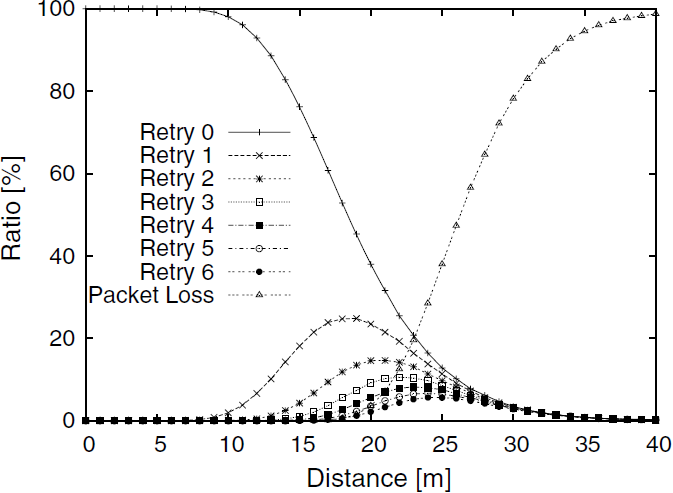 100
80
60
40
20
0
Ratio [%]
Retry 0
Retry 1
Retry 2
Retry 3
Retry 4
Retry 5
Retry 6
Packet Loss
0 5 10 15 20 25 30 35 40
Distance [m]